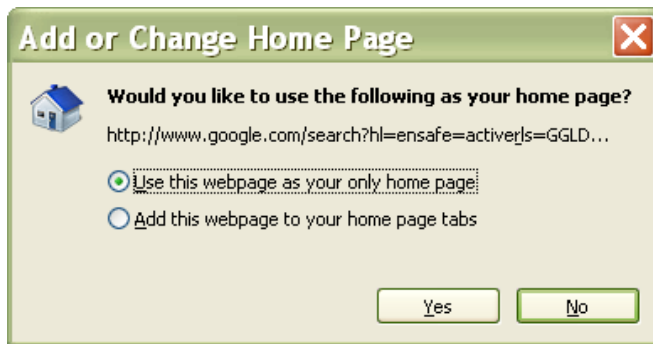 Add or Change Home Page
Would you like to use the following as your home page?
http://www.google.com/search?hl=ensafe=activerls=GGLD...
Use this webpage as your only home page
Add this webpage to your home page tabs
Yes No